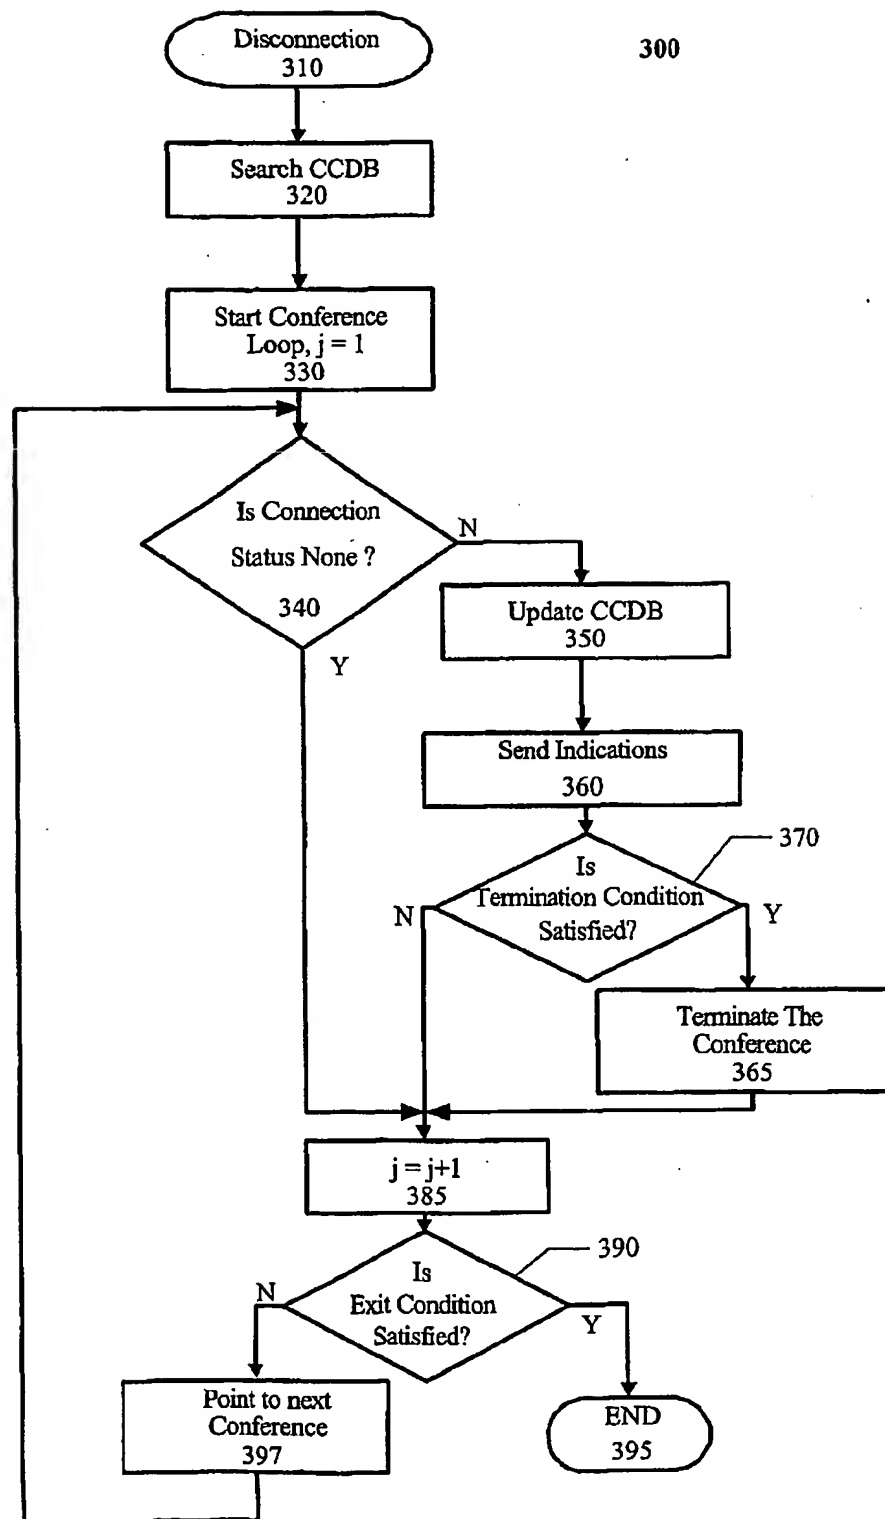 Disconnection
310
300
Search CCDB
320
Start Conference
Loop, j = 1
330
Is Connection
Status None ?
340
N
Y
Update CCDB
350
Send Indications
360
370
Is
Termination Condition
Satisfied?
N
Y
Terminate The
Conference
365
j = j+1
385
390
Is
Exit Condition
Satisfied?
N
Y
Point to next
Conference
397
END
395